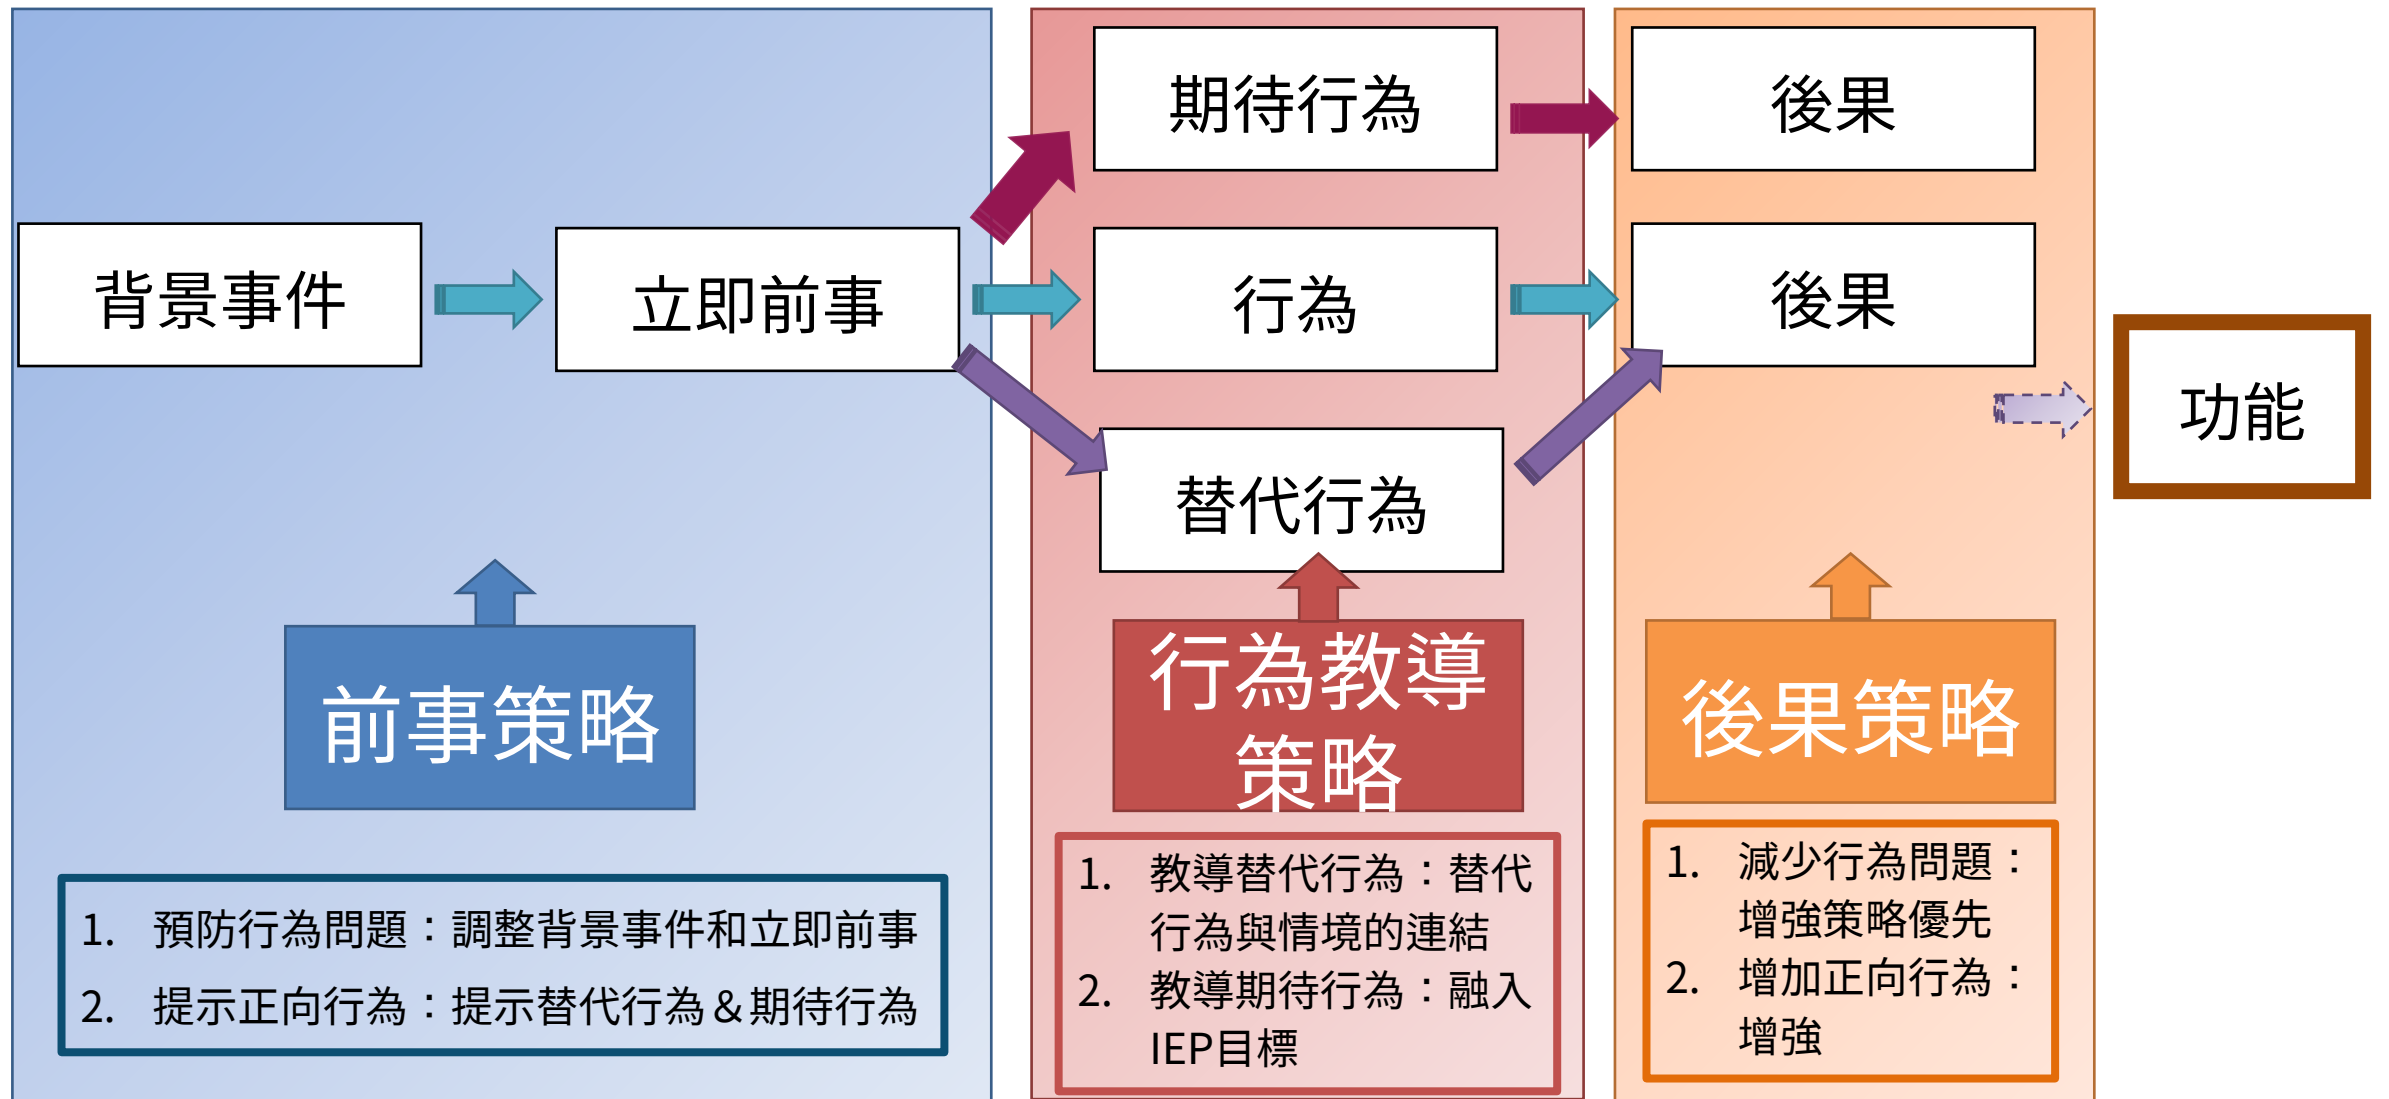 期待行為
後果
背景事件
立即前事
行為
後果
功能
替代行為
前事策略
行為教導
策略
後果策略
1. 預防行為問題：調整背景事件和立即前事
2. 提示正向行為：提示替代行為＆期待行為
1. 教導替代行為：替代
行為與情境的連結
2. 教導期待行為：融入
IEP目標
1. 減少行為問題：
增強策略優先
2. 增加正向行為：
增強